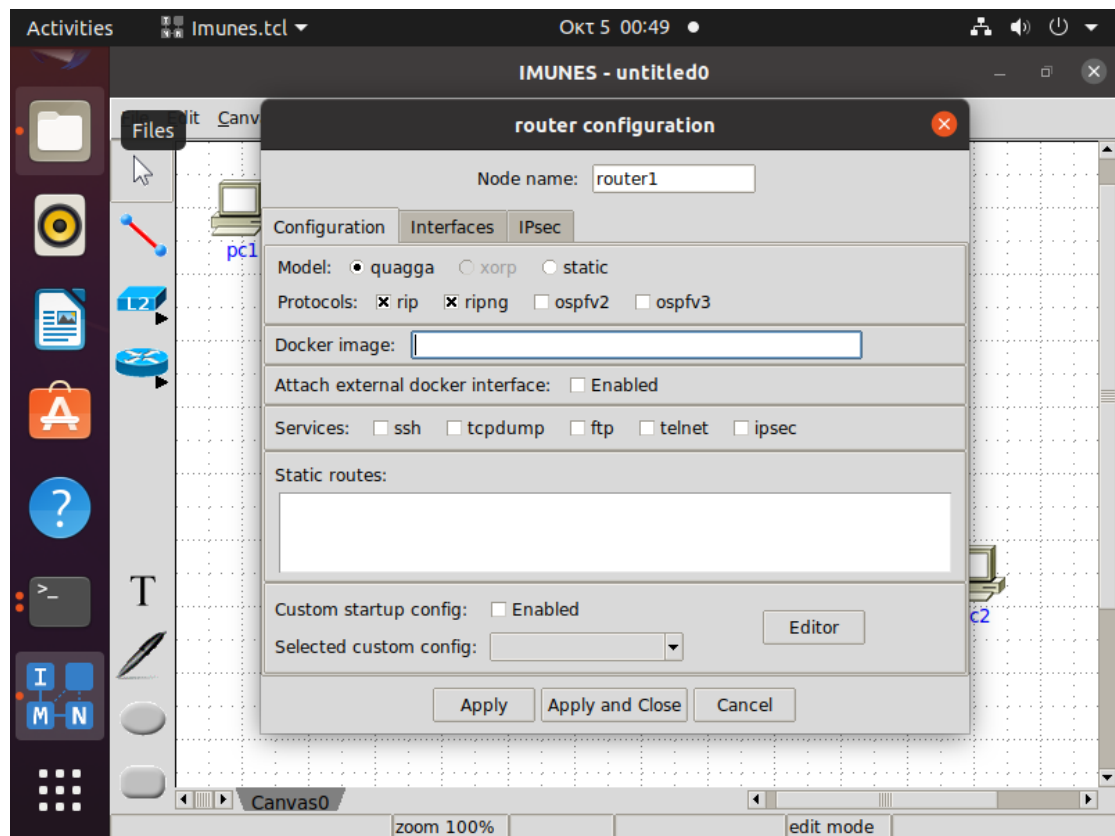 Activities Imunes.tcl Окт 5 00:49
IMUNES - untitled0
Edit Canv
Files
router configuration
Node name: router1
pc1
Configuration Interfaces IPsec
Model: quagga xorp static
Protocols: rip ripng ospfv2 ospfv3
L2
Docker image:
Attach external docker interface: Enabled
Services: ssh tcpdump ftp telnet ipsec
Static routes:
T
Custom startup config: Enabled
Selected custom config:
Editor
c2
I
M N
Apply Apply and Close Cancel
Canvas0
zoom 100% edit mode